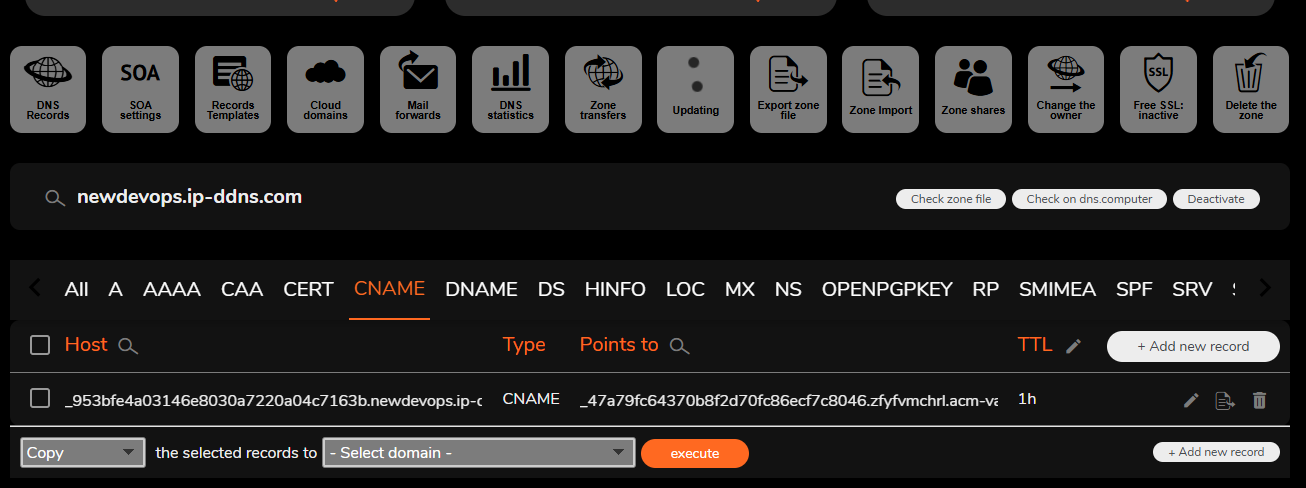 DNS Records
SOA
SOA settings
Records Templates
Cloud domains
Mail forwards
DNS statistics
Zone transfers
Updating
Export zone file
Zone Import
Zone shares
Change the owner
SSL
Free SSL: inactive
Delete the zone
newdevops.ip-ddns.com
Check zone file
Check on dns.computer
Deactivate
All A AAAA CAA CERT CNAME DNAME DS HINFO LOC MX NS OPENPGPKEY RP SMIMEA SPF SRV
Host Type Points to TTL + Add new record
_953bfe4a03146e8030a7220a04c7163b.newdevops.ip-d CNAME _47a79fc64370b8f2d70fc86ecf7c8046.zfyfvmchrl.acm-va 1h
Copy the selected records to - Select domain - execute + Add new record